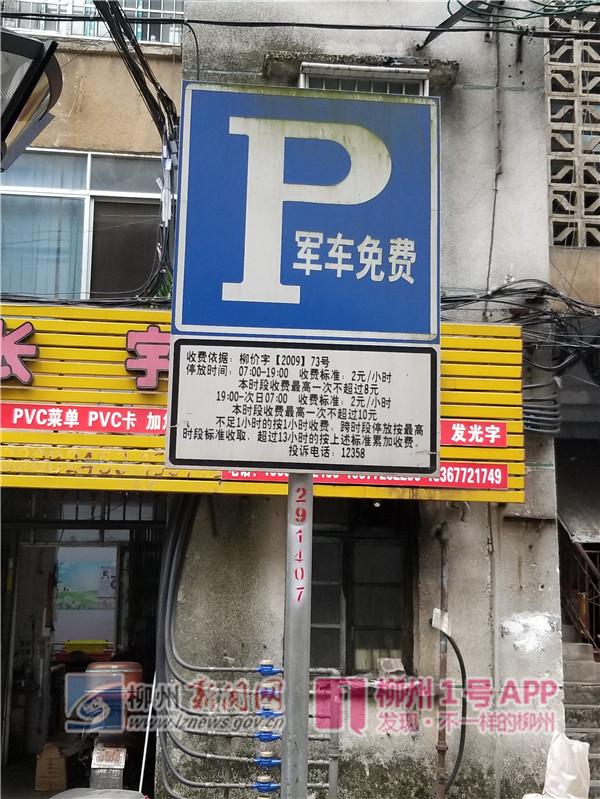 P
军车免费
收费依据：柳价字【2009】73号
停放时间：07:00-19:00 收费标准：2元/小时
本时段收费最高一次不超过8元
19:00-次日07:00 收费标准：2元/小时
本时段收费最高一次不超过10元
不足1小时的按1小时收费，跨时段停放按最高
时段标准收取，超过13小时的按上述标准累加收费。
投诉电话：12358
长宇
PVC菜单 PVC卡
发光字
367721749
291407
柳州新闻网
www.lznews.gov.cn
柳州1号APP
发现·不一样的柳州